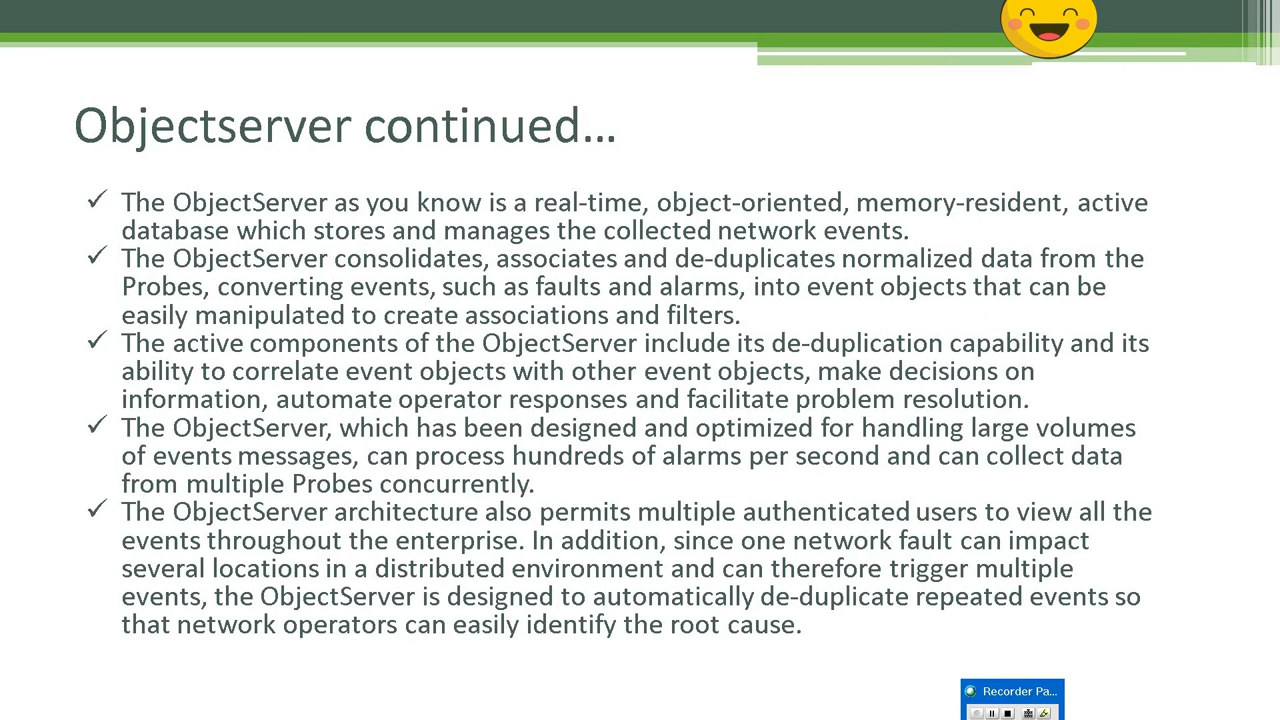 Objectserver continued…
✓ The ObjectServer as you know is a real-time, object-oriented, memory-resident, active
database which stores and manages the collected network events.
✓ The ObjectServer consolidates, associates and de-duplicates normalized data from the
Probes, converting events, such as faults and alarms, into event objects that can be
easily manipulated to create associations and filters.
✓ The active components of the ObjectServer include its de-duplication capability and its
ability to correlate event objects with other event objects, make decisions on
information, automate operator responses and facilitate problem resolution.
✓ The ObjectServer, which has been designed and optimized for handling large volumes
of events messages, can process hundreds of alarms per second and can collect data
from multiple Probes concurrently.
✓ The ObjectServer architecture also permits multiple authenticated users to view all the
events throughout the enterprise. In addition, since one network fault can impact
several locations in a distributed environment and can therefore trigger multiple
events, the ObjectServer is designed to automatically de-duplicate repeated events so
that network operators can easily identify the root cause.
Recorder Pa...